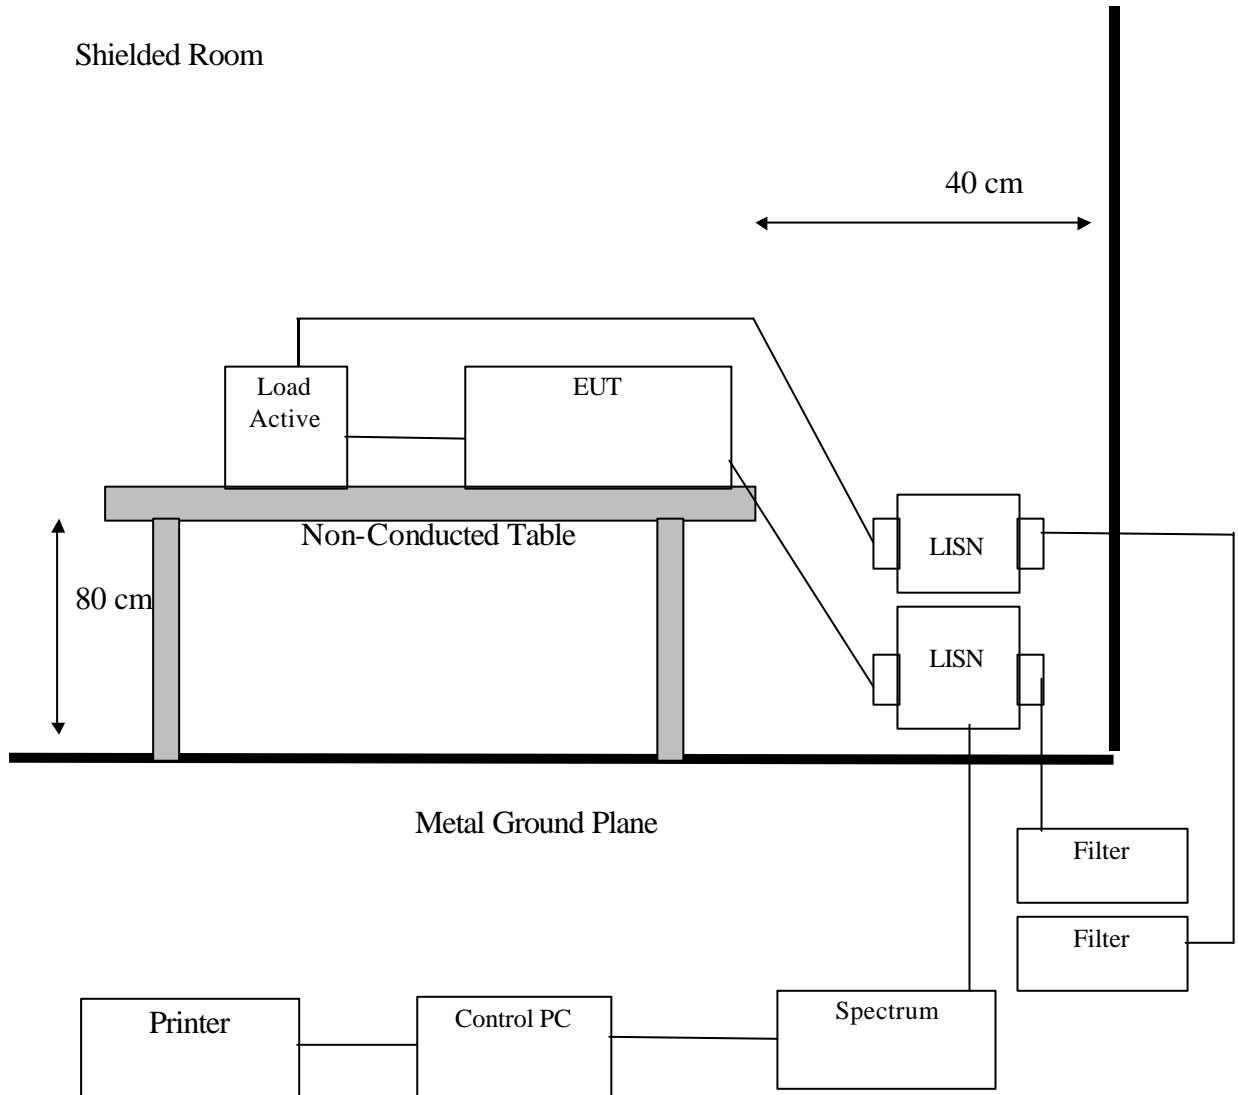 Shielded Room
40 cm
Load
Active
EUT
Non-Conducted Table
LISN
80 cm
LISN
Metal Ground Plane
Filter
Filter
Printer
Control PC
Spectrum